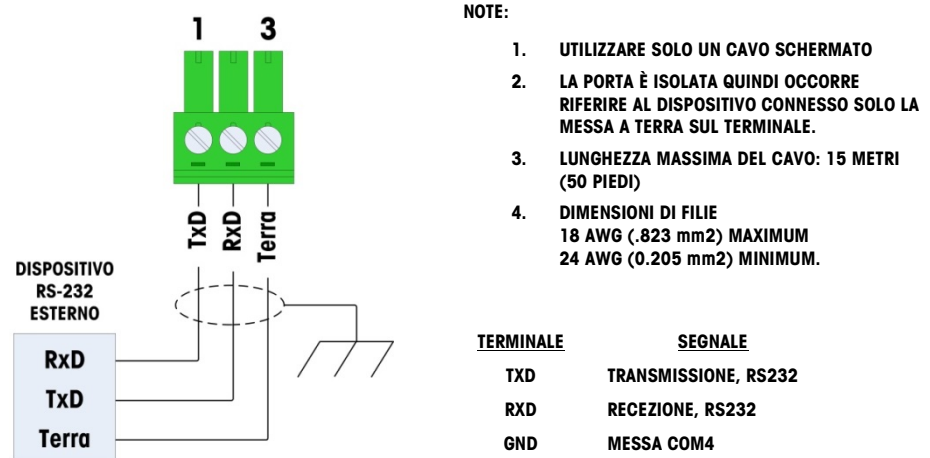 1 3
TxD
RxD
Terra
DISPOSITIVO
RS-232
ESTERNO
RxD
TxD
Terra
NOTE:
1. UTILIZZARE SOLO UN CAVO SCHERMATO
2. LA PORTA È ISOLATA QUINDI OCCORRE
RIFERIRE AL DISPOSITIVO CONNESSO SOLO LA
MESSA A TERRA SUL TERMINALE.
3. LUNGHEZZA MASSIMA DEL CAVO: 15 METRI
(50 PIEDI)
4. DIMENSIONI DI FILIE
18 AWG (.823 mm2) MAXIMUM
24 AWG (0.205 mm2) MINIMUM.
TERMINALE SEGNALE
TXD TRANSMISSIONE, RS232
RXD RECEZIONE, RS232
GND MESSA COM4